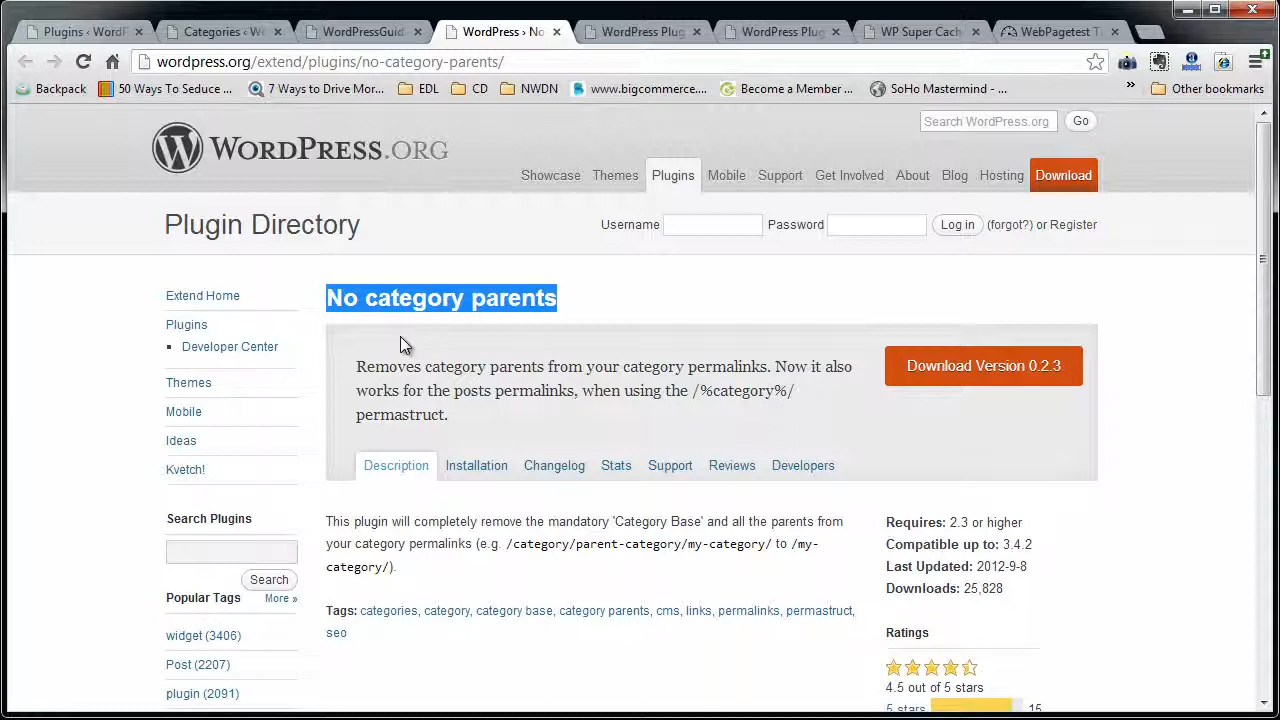 Plugins ‹ WordF
Categories ‹ We
WordPressGuid
WordPress › No
WordPress Plug
WordPress Plug
WP Super Cach
WebPagetest T
wordpress.org/extend/plugins/no-category-parents/
Backpack
50 Ways To Seduce ...
7 Ways to Drive Mor...
EDL
CD
NWDN
www.bigcommerce....
Become a Member ...
SoHo Mastermind - ...
»
Other bookmarks
WORDPRESS.ORG
Search WordPress.org
Go
Showcase Themes Plugins Mobile Support Get Involved About Blog Hosting Download
Plugin Directory
Username Password Log in (forgot?) or Register
Extend Home
Plugins
Developer Center
Themes
Mobile
Ideas
Kvetch!
Search Plugins
Search
Popular Tags More »
widget (3406)
Post (2207)
plugin (2091)
No category parents
Removes category parents from your category permalinks. Now it also
works for the posts permalinks, when using the /%category%/
permastruct.
Download Version 0.2.3
Description Installation Changelog Stats Support Reviews Developers
This plugin will completely remove the mandatory 'Category Base' and all the parents from
your category permalinks (e.g. /category/parent-category/my-category/ to /my-
category/).
Tags: categories, category, category base, category parents, cms, links, permalinks, permastruct,
seo
Requires: 2.3 or higher
Compatible up to: 3.4.2
Last Updated: 2012-9-8
Downloads: 25,828
Ratings
4.5 out of 5 stars
5 stars 15